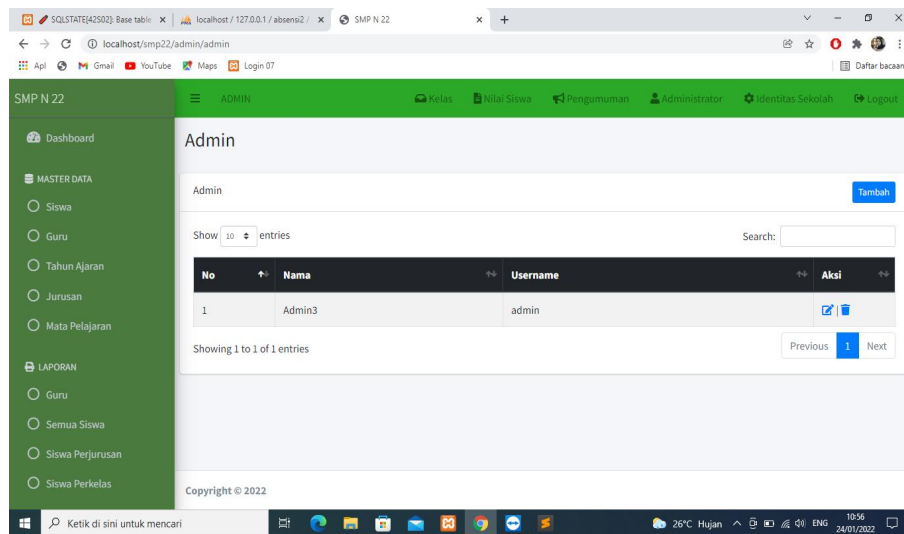 SQLSTATE[42S02]: Base table
localhost / 127.0.0.1 / absensi2 /
SMP N 22
localhost/smp22/admin/admin
Apl
Gmail
YouTube
Maps
Login 07
Daftar bacaan
SMP N 22
ADMIN
Kelas
Nilai Siswa
Pengumuman
Administrator
Identitas Sekolah
Logout
Dashboard
MASTER DATA
Siswa
Guru
Tahun Ajaran
Jurusan
Mata Pelajaran
LAPORAN
Guru
Semua Siswa
Siswa Perjurusan
Siswa Perkelas
Admin
Admin
Tambah
Show 10 entries
Search:
No Nama Username Aksi
1 Admin3 admin
Showing 1 to 1 of 1 entries
Previous 1 Next
Copyright © 2022
Ketik di sini untuk mencari
26°C Hujan
ENG
10:56
24/01/2022